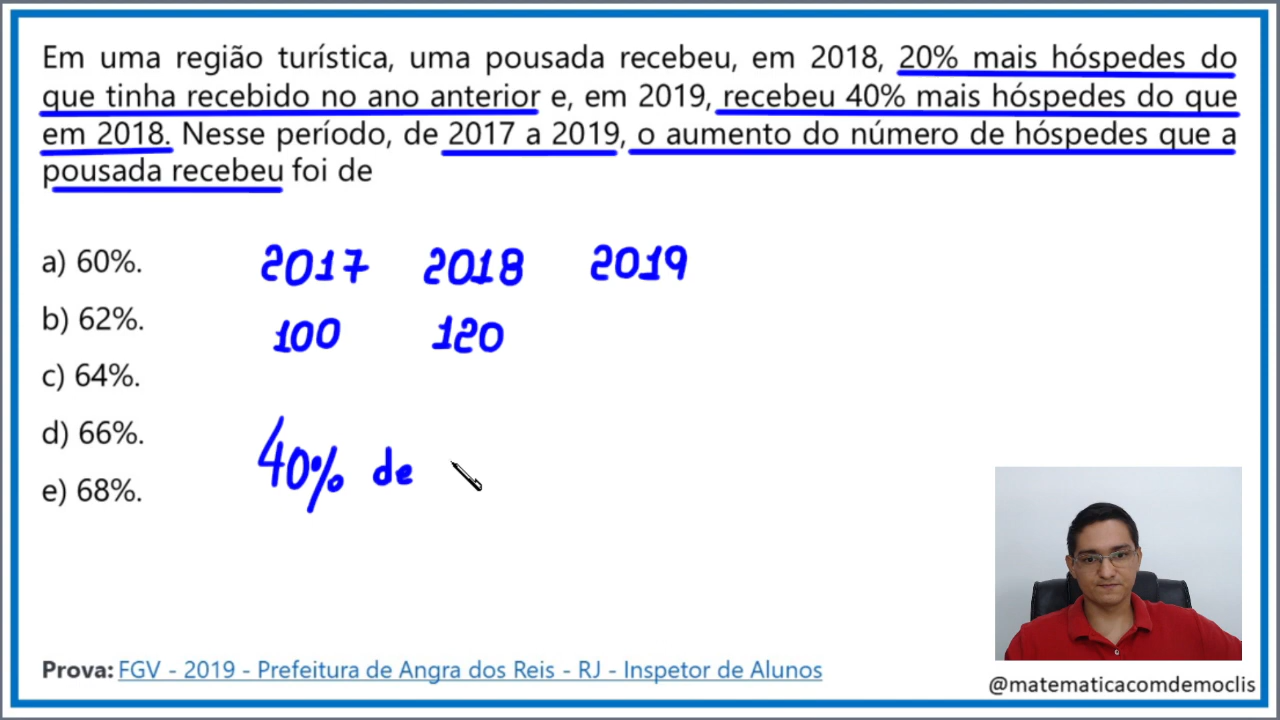 Em uma região turística, uma pousada recebeu, em 2018, 20% mais hóspedes do
que tinha recebido no ano anterior e, em 2019, recebeu 40% mais hóspedes do que
em 2018. Nesse período, de 2017 a 2019, o aumento do número de hóspedes que a
pousada recebeu foi de
a) 60%.
b) 62%.
c) 64%.
d) 66%.
e) 68%.
2017 2018 2019
100 120
40% de
Prova: FGV - 2019 - Prefeitura de Angra dos Reis - RJ - Inspetor de Alunos
@matematicacomdemoclis